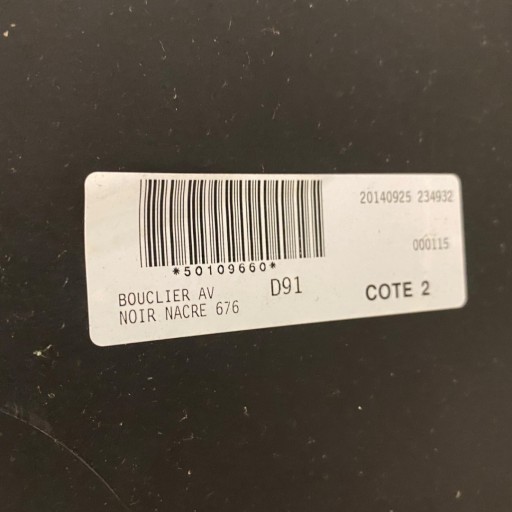 20140925 234932
000115
*50109660*
BOUCLIER AV
NOIR NACRE 676
D91
COTE 2